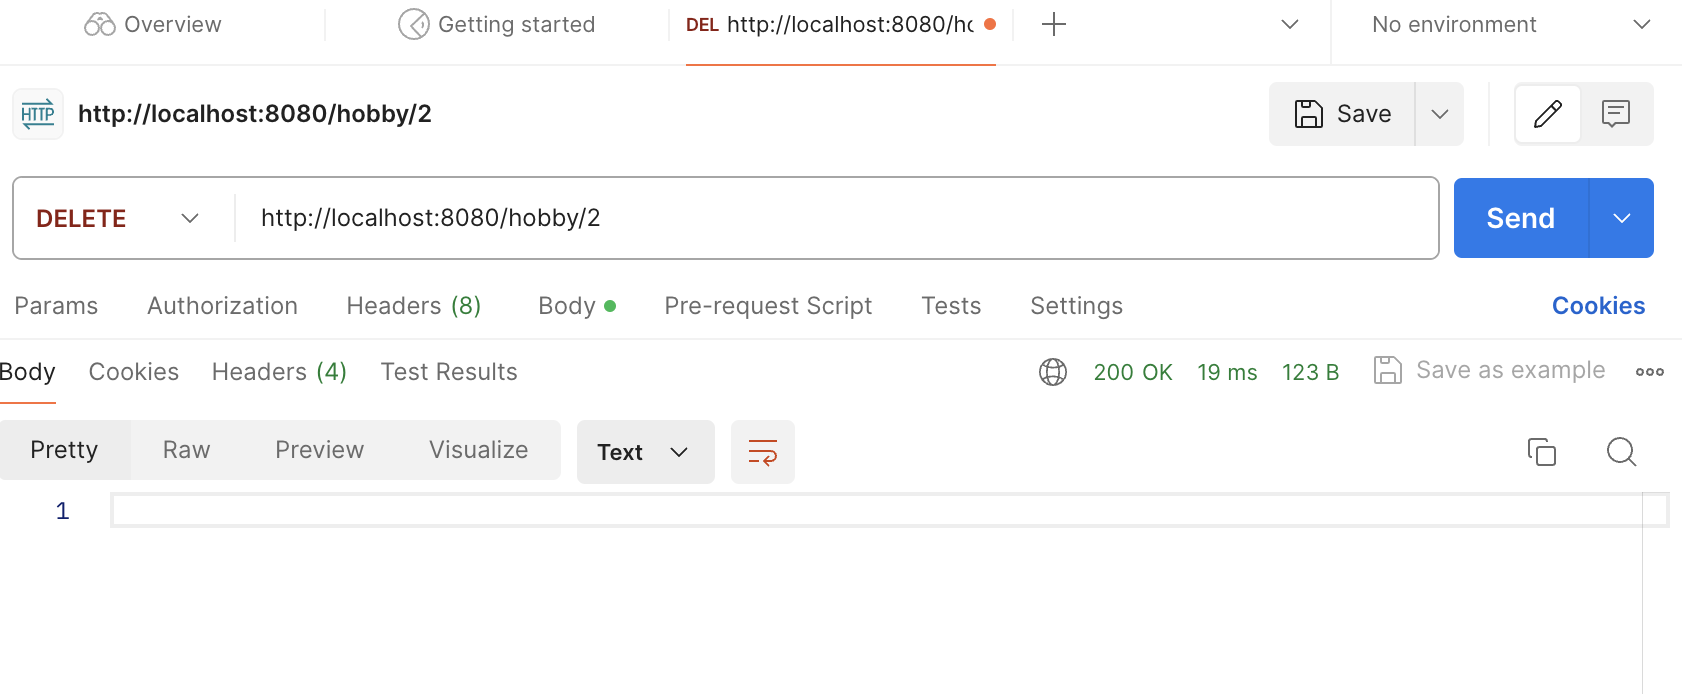 Overview Getting started DEL http://localhost:8080/hc No environment
HTTP http://localhost:8080/hobby/2 Save
DELETE http://localhost:8080/hobby/2 Send
Params Authorization Headers (8) Body Pre-request Script Tests Settings Cookies
Body Cookies Headers (4) Test Results 200 OK 19 ms 123 B Save as example
Pretty Raw Preview Visualize Text
1